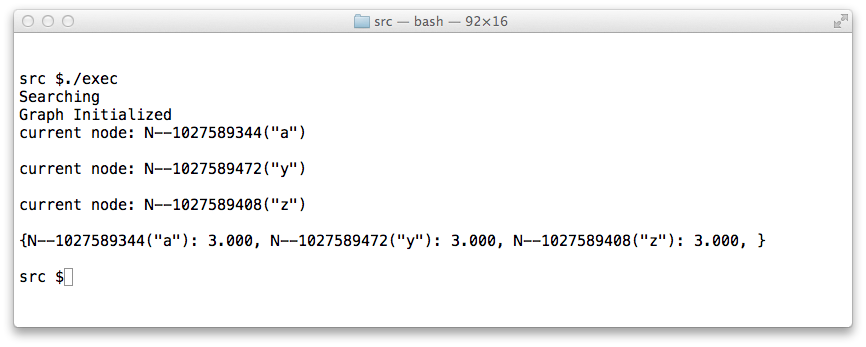 src — bash — 92×16
src $./exec
Searching
Graph Initialized
current node: N--1027589344("a")
current node: N--1027589472("y")
current node: N--1027589408("z")
{N--1027589344("a"): 3.000, N--1027589472("y"): 3.000, N--1027589408("z"): 3.000, }
src $